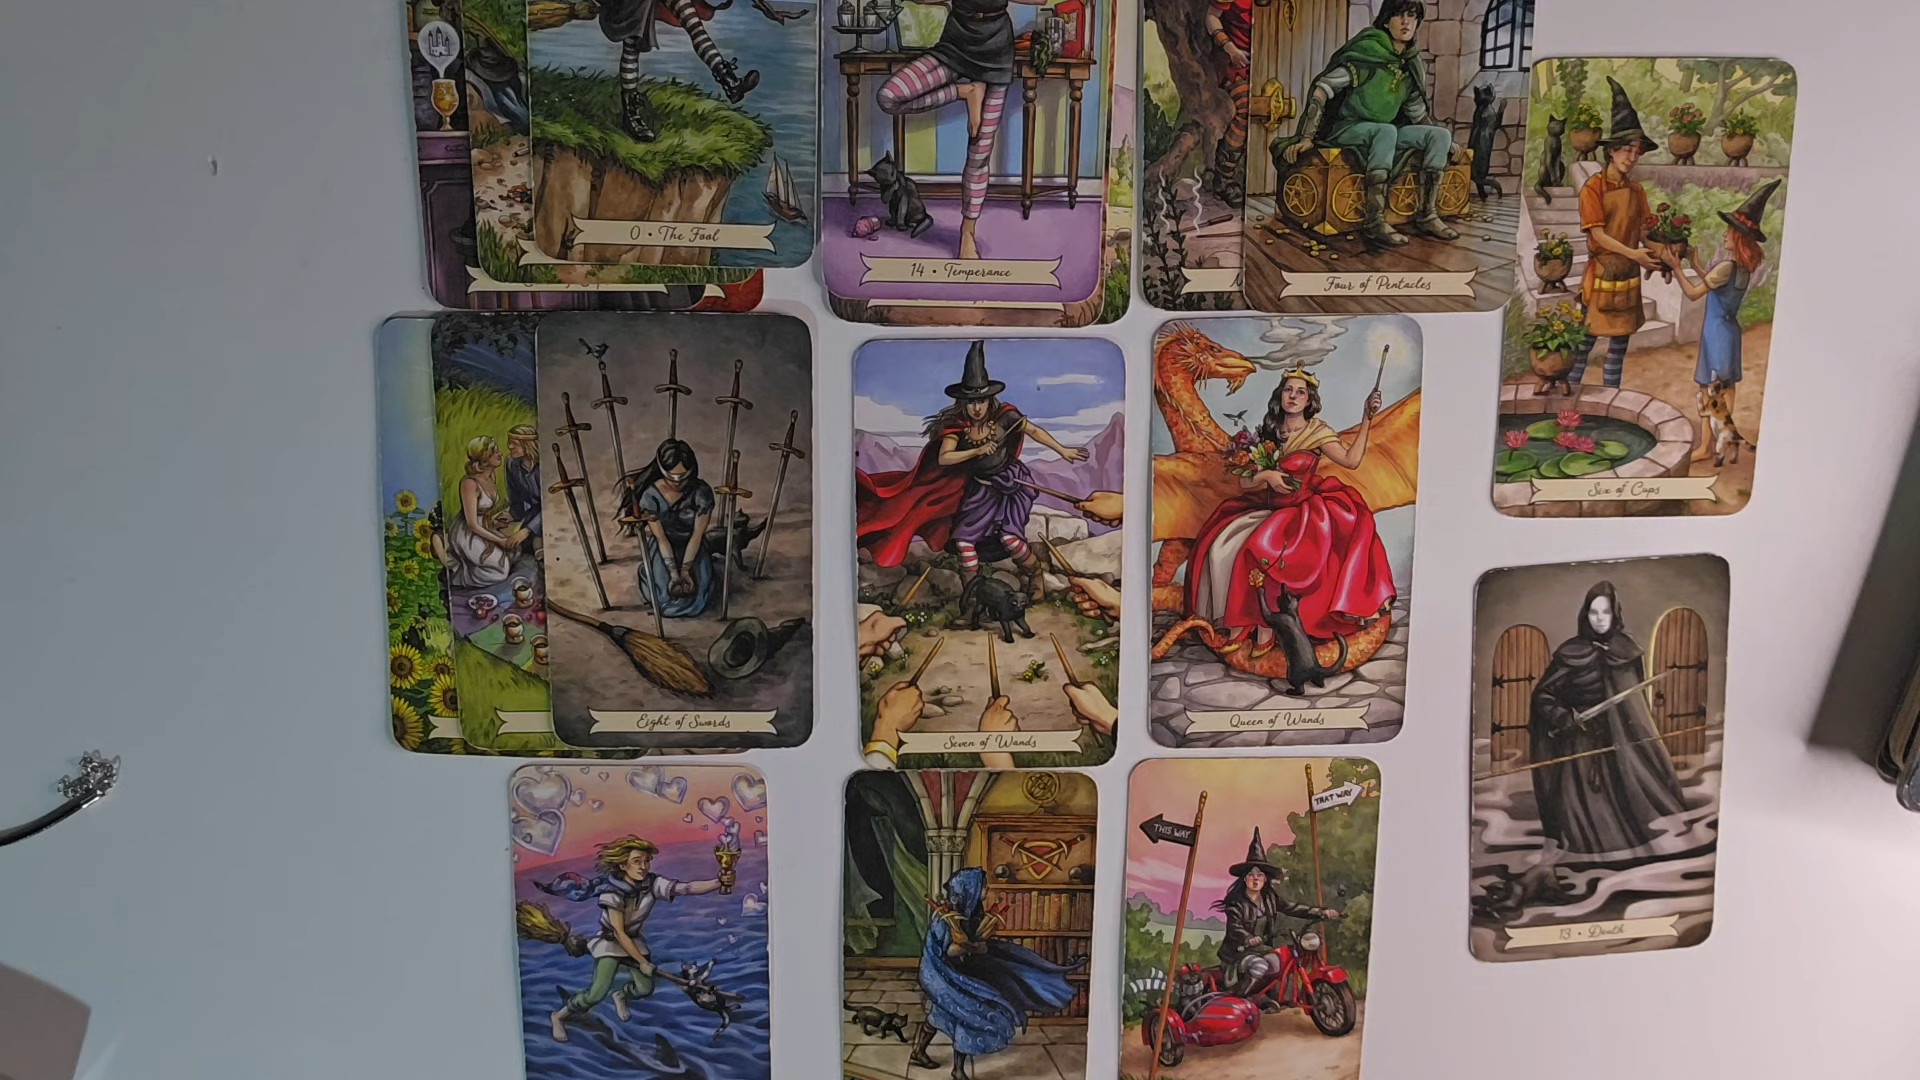 0 • The Fool
14 • Temperance
Four of Pentacles
Six of Cups
Eight of Swords
Seven of Wands
Queen of Wands
THIS WAY
THAT WAY
13 • Death